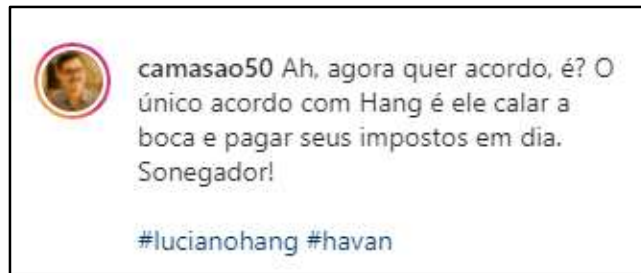 camasao50 Ah, agora quer acordo, é? O
único acordo com Hang é ele calar a
boca e pagar seus impostos em dia.
Sonegador!
#lucianohang #havan